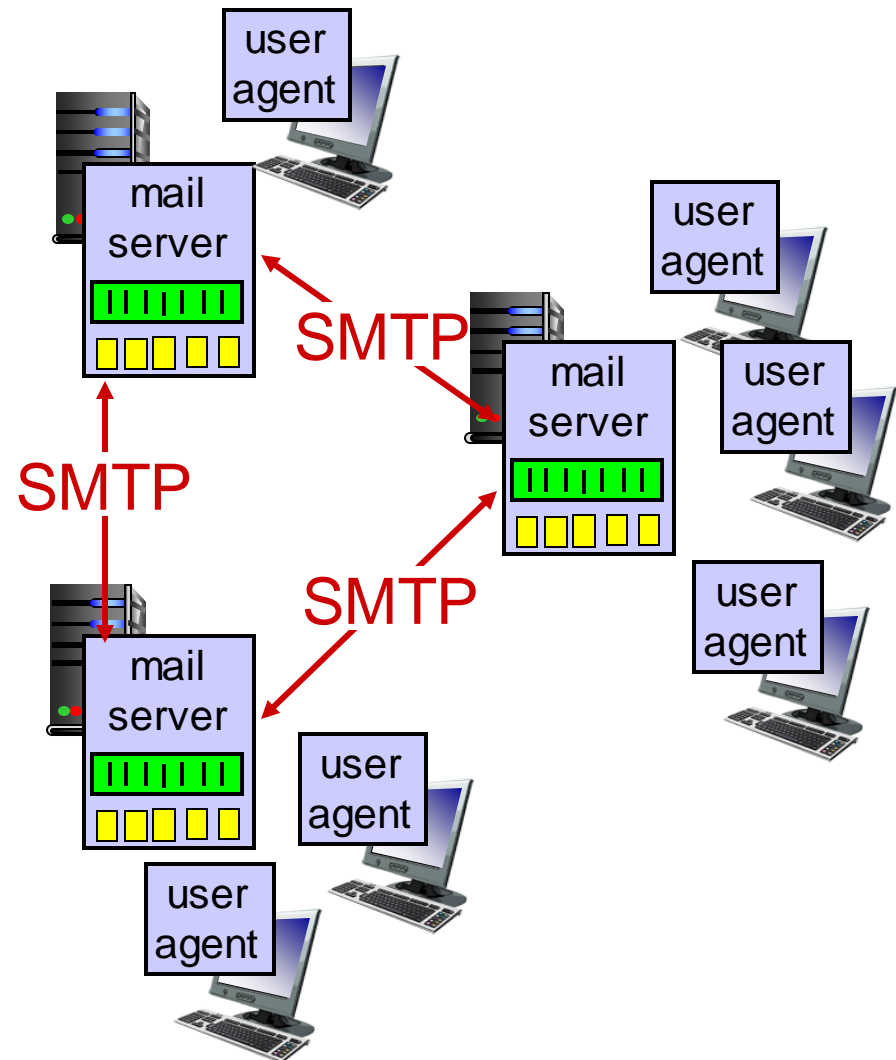 user
agent
mail
server
user
agent
SMTP
mail
server
user
agent
SMTP
SMTP
user
agent
mail
server
user
agent
user
agent